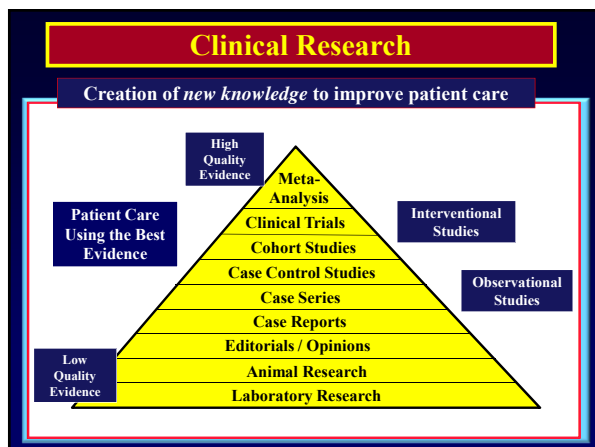 Clinical Research
Creation of new knowledge to improve patient care
High
Quality
Evidence
Meta-
Analysis
Patient Care
Using the Best
Evidence
Clinical Trials
Interventional
Studies
Cohort Studies
Case Control Studies
Observational
Studies
Case Series
Case Reports
Editorials / Opinions
Low
Quality
Evidence
Animal Research
Laboratory Research